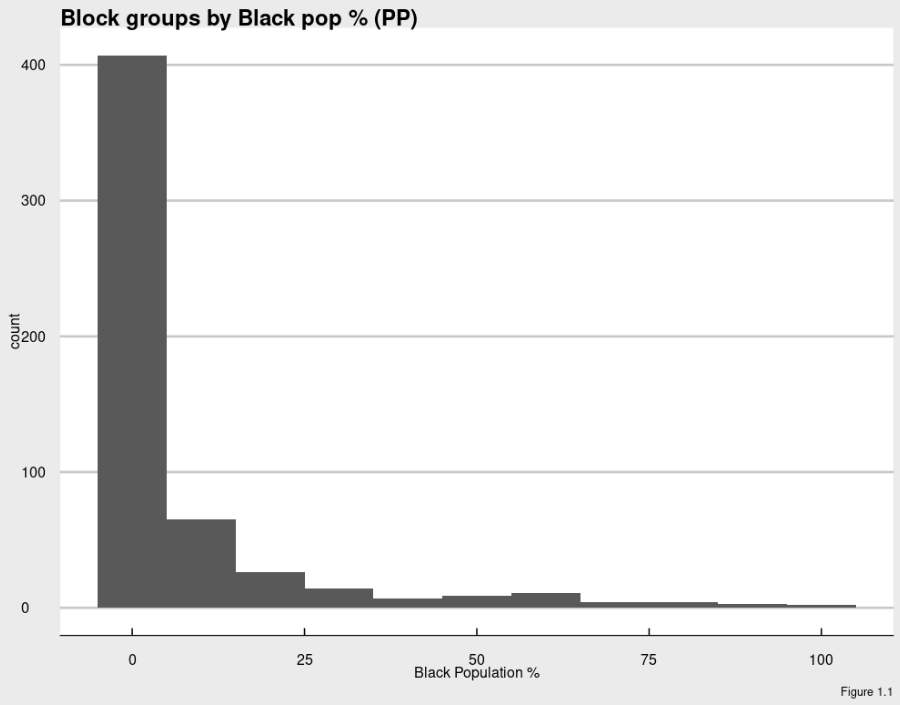 Block groups by Black pop % (PP)
400
300
200
100
0
count
0 25 50 75 100
Black Population %
Figure 1.1